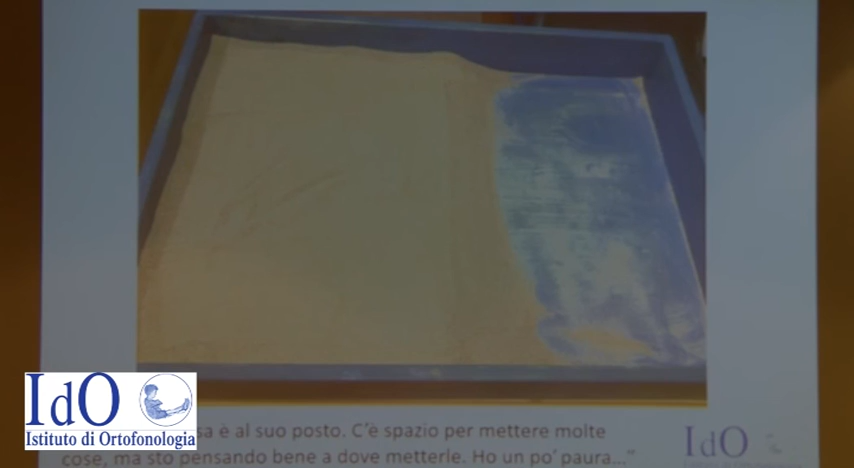 IdO
Istituto di Ortofonologia
sa è al suo posto. C'è spazio per mettere molte
cose, ma sto pensando bene a dove metterle. Ho un po' paura..."
IdO